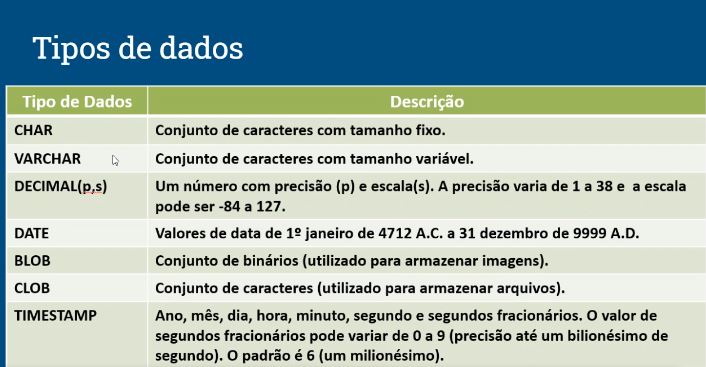 Tipos de dados
Tipo de Dados Descrição
CHAR Conjunto de caracteres com tamanho fixo.
VARCHAR Conjunto de caracteres com tamanho variável.
DECIMAL(p,s) Um número com precisão (p) e escala(s). A precisão varia de 1 a 38 e a escala
pode ser -84 a 127.
DATE Valores de data de 1º janeiro de 4712 A.C. a 31 dezembro de 9999 A.D.
BLOB Conjunto de binários (utilizado para armazenar imagens).
CLOB Conjunto de caracteres (utilizado para armazenar arquivos).
TIMESTAMP Ano, mês, dia, hora, minuto, segundo e segundos fracionários. O valor de
segundos fracionários pode variar de 0 a 9 (precisão até um bilionésimo de
segundo). O padrão é 6 (um milionésimo).